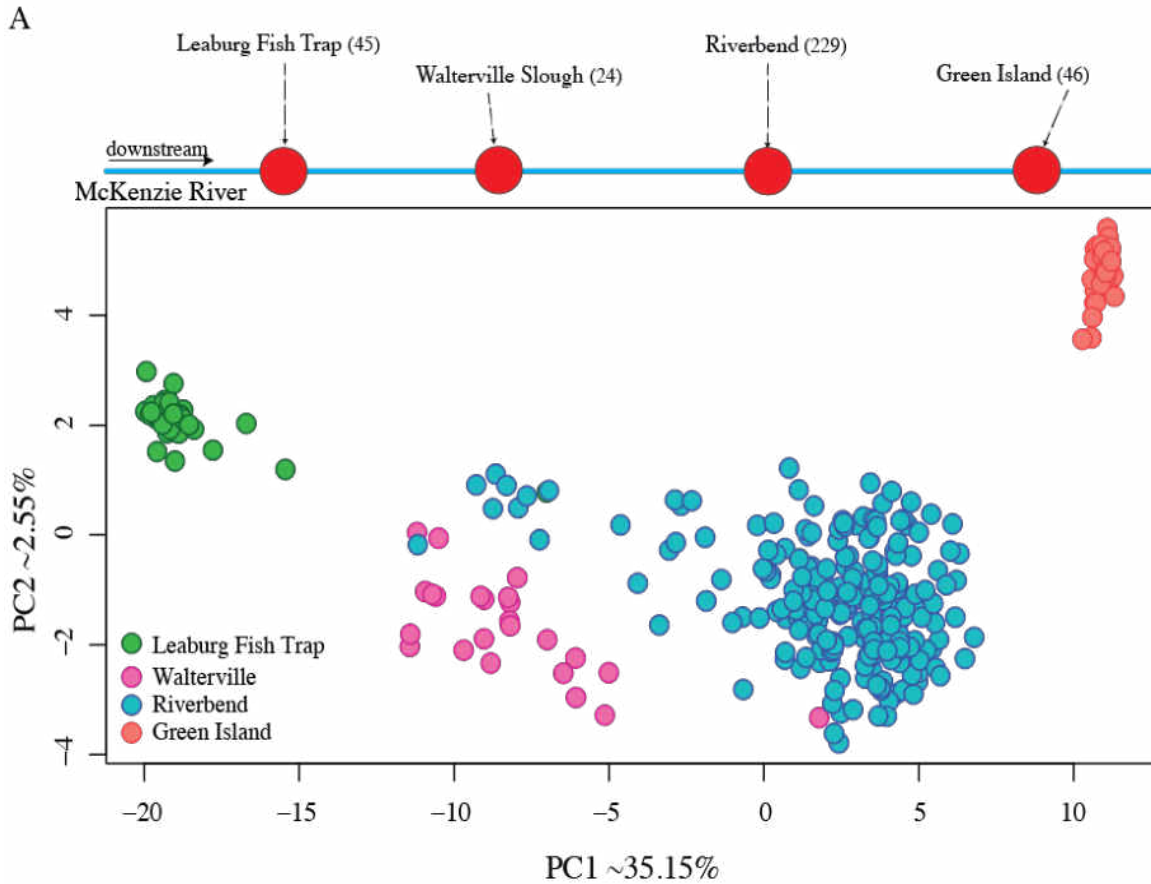 A
Leaburg Fish Trap (45)
Walterville Slough (24)
Riverbend (229)
Green Island (46)
downstream
McKenzie River
PC2 ~2.55%
4
2
0
−2
−4
Leaburg Fish Trap
Walterville
Riverbend
Green Island
−20 −15 −10 −5 0 5 10
PC1 ~35.15%